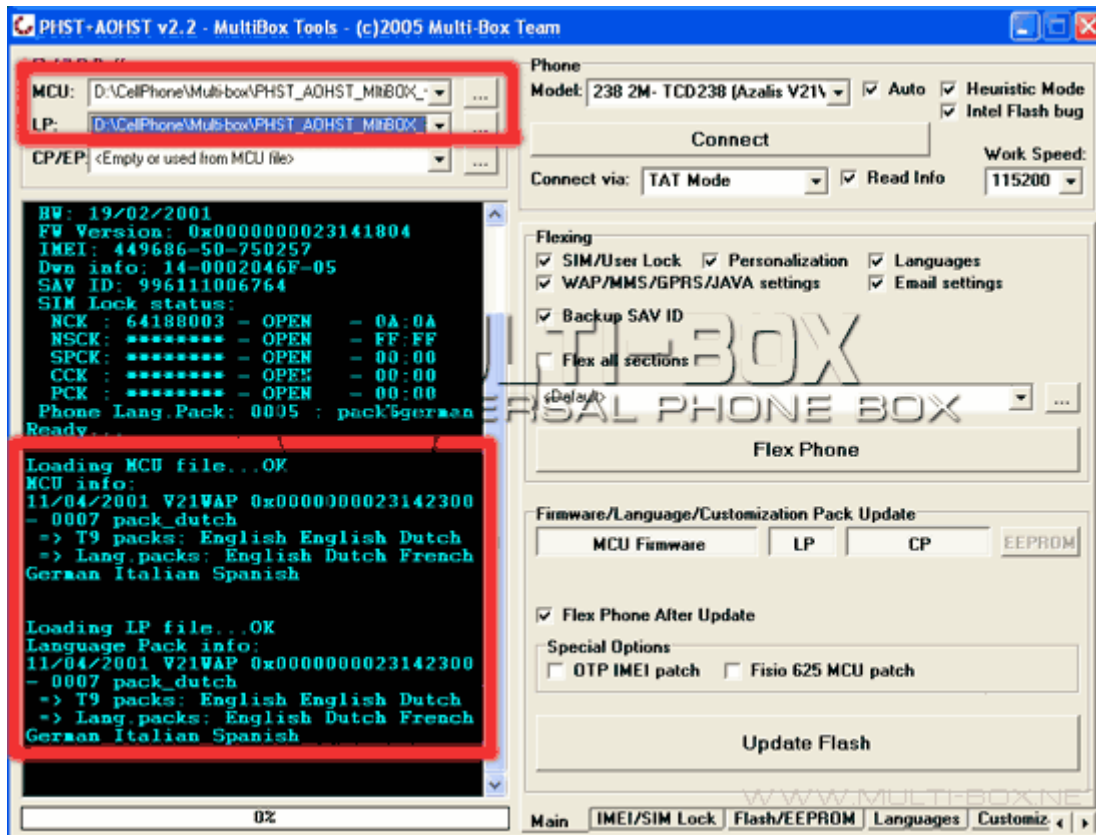 PHST+AOHST v2.2 - MultiBox Tools - (c)2005 Multi-Box Team
MCU: D:\CellPhone\Multi-box\PHST_AOHST_MltiBOX_ ...
LP: D:\CellPhone\Multi-box\PHST_AOHST_MltiBOX_ ...
CP/EP: <Empty or used from MCU file> ...
HW: 19/02/2001
FW Version: 0x0000000023141804
IMEI: 449686-50-750257
Dwn info: 14-0002046F-05
SAV ID: 996111006764
SIM Lock status:
NCK : 64188003 - OPEN - 0A:0A
NSCK: ******** - OPEN - FF:FF
SPCK: ******** - OPEN - 00:00
CCK : ******** - OPEN - 00:00
PCK : ******** - OPEN - 00:00
Phone Lang.Pack: 0005 : pack5german
Ready...
Loading MCU file...OK
MCU info:
11/04/2001 V21WAP 0x0000000023142300
- 0007 pack_dutch
=> T9 packs: English English Dutch
=> Lang.packs: English Dutch French
German Italian Spanish
Loading LP file...OK
Language Pack info:
11/04/2001 V21WAP 0x0000000023142300
- 0007 pack_dutch
=> T9 packs: English English Dutch
=> Lang.packs: English Dutch French
German Italian Spanish
0%
Phone
Model: 238 2M- TCD238 (Azalis V21\ Auto Heuristic Mode
Intel Flash bug
Connect
Work Speed:
Connect via: TAT Mode Read Info 115200
Flexing
SIM/User Lock Personalization Languages
WAP/MMS/GPRS/JAVA settings Email settings
Backup SAV ID
MULTI-BOX
Flex all sections
<Default> ...
UNIVERSAL PHONE BOX
Flex Phone
Firmware/Language/Customization Pack Update
MCU Firmware LP CP EEPROM
Flex Phone After Update
Special Options
OTP IMEI patch Fisio 625 MCU patch
Update Flash
WWW.MULTI-BOX.NET
Main IMEI/SIM Lock Flash/EEPROM Languages Customiz